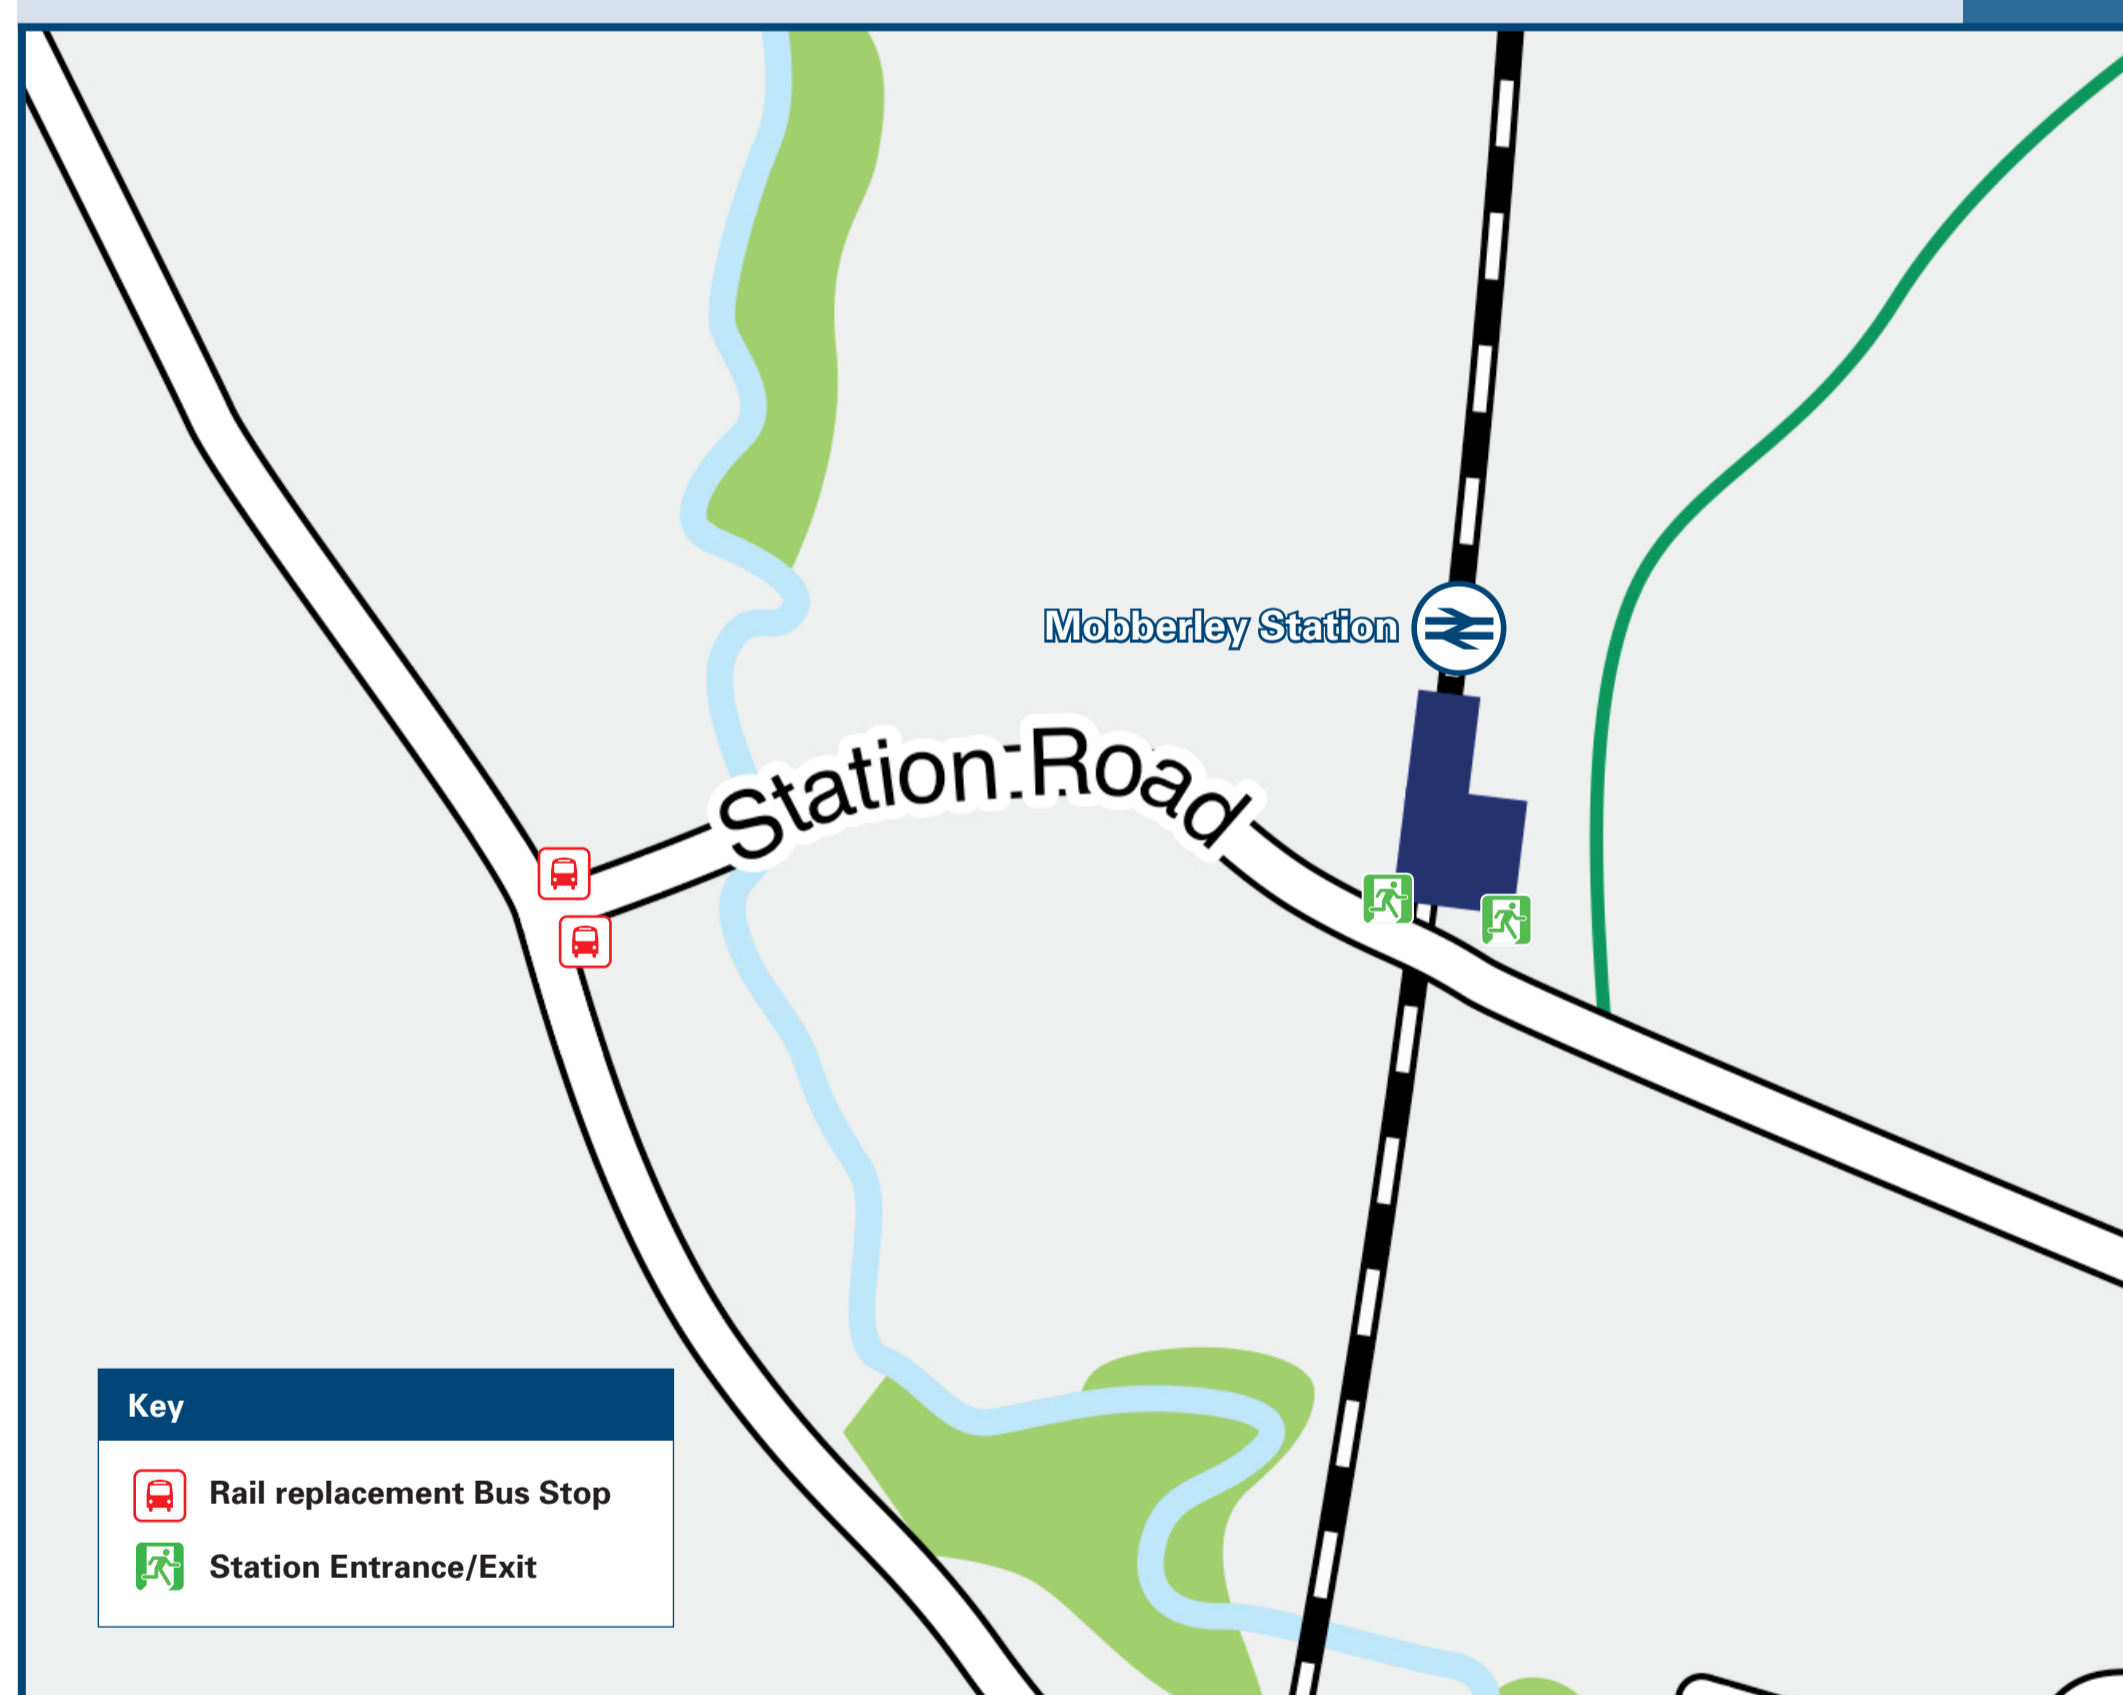 Mobberley Station
Station Road
Key
Rail replacement Bus Stop
Station Entrance/Exit